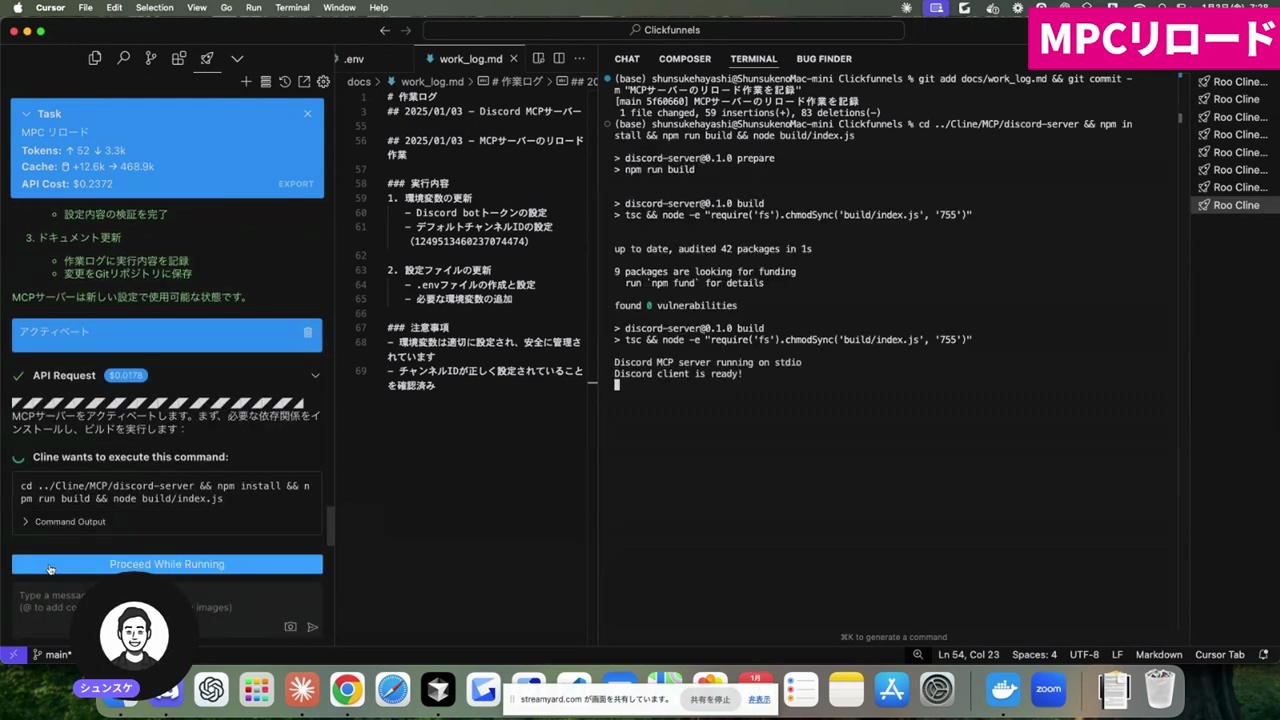 Cursor File Edit Selection View Go Run Terminal Window Help
MPCリロード
Clickfunnels
.env
work_log.md
CHAT COMPOSER TERMINAL BUG FINDER
docs > work_log.md > # 作業ログ > ## 20
Task
MPC リロード
Tokens: ↑ 52 ↓ 3.3k
Cache: +12.6k → 468.9k
API Cost: $0.2372
EXPORT
設定内容の検証を完了
3. ドキュメント更新
作業ログに実行内容を記録
変更をGitリポジトリに保存
MCPサーバーは新しい設定で使用可能な状態です。
アクティベート
API Request $0.0178
MCPサーバーをアクティベートします。まず、必要な依存関係をイ
ンストールし、ビルドを実行します：
Cline wants to execute this command:
cd ../Cline/MCP/discord-server && npm install && n
pm run build && node build/index.js
Command Output
Proceed While Running
Type a messa
(@ to add co
images)
1 # 作業ログ
3 ## 2025/01/03 - Discord MCPサーバー
55
56 ## 2025/01/03 - MCPサーバーのリロード
作業
57
58 ### 実行内容
59 1. 環境変数の更新
60 - Discord botトークンの設定
61 - デフォルトチャンネルIDの設定
（1249513460237074474）
62
63 2. 設定ファイルの更新
64 - .envファイルの作成と設定
65 - 必要な環境変数の追加
66
67 ### 注意事項
68 - 環境変数は適切に設定され、安全に管理さ
れています
69 - チャンネルIDが正しく設定されていること
を確認済み
(base) shunsukehayashi@ShunsukenoMac-mini Clickfunnels % git add docs/work_log.md && git commit -
m "MCPサーバーのリロード作業を記録"
[main 5f60660] MCPサーバーのリロード作業を記録
1 file changed, 59 insertions(+), 83 deletions(-)
(base) shunsukehayashi@ShunsukenoMac-mini Clickfunnels % cd ../Cline/MCP/discord-server && npm in
stall && npm run build && node build/index.js
> discord-server@0.1.0 prepare
> npm run build
> discord-server@0.1.0 build
> tsc && node -e "require('fs').chmodSync('build/index.js', '755')"
up to date, audited 42 packages in 1s
9 packages are looking for funding
run `npm fund` for details
found 0 vulnerabilities
> discord-server@0.1.0 build
> tsc && node -e "require('fs').chmodSync('build/index.js', '755')"
Discord MCP server running on stdio
Discord client is ready!
⌘K to generate a command
Roo Cline...
Roo Cline
Roo Cline...
Roo Cline...
Roo Cline...
Roo Cline...
Roo Cline...
Roo Cline
main*
Ln 54, Col 23 Spaces: 4 UTF-8 LF Markdown Cursor Tab
シュンスケ
streamyard.com が画面を共有しています。 共有を停止 非表示
1月
zoom